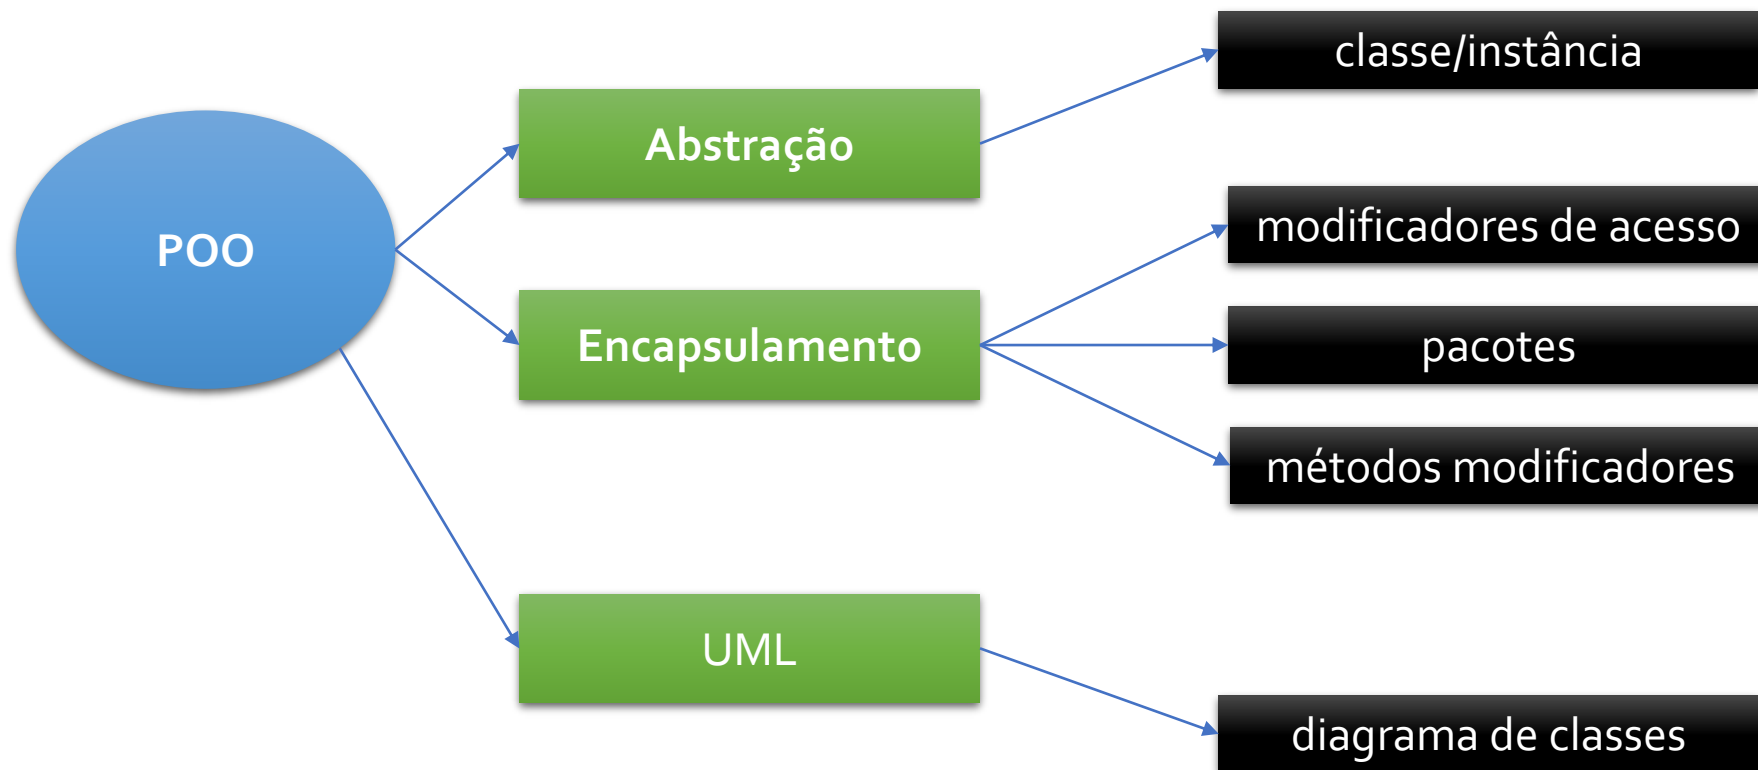 POO
Abstração
classe/instância
Encapsulamento
modificadores de acesso
pacotes
métodos modificadores
UML
diagrama de classes